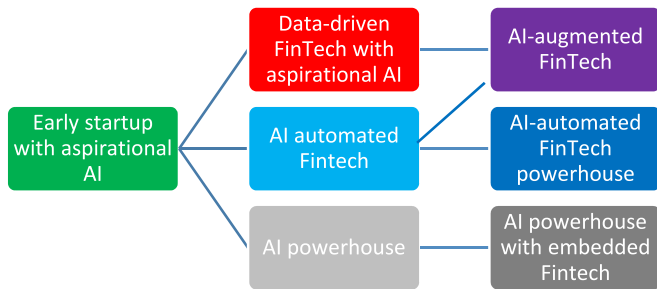 Early startup
with aspirational
AI
Data-driven
FinTech with
aspirational AI
AI automated
Fintech
AI powerhouse
AI-augmented
FinTech
AI-automated
FinTech
powerhouse
AI powerhouse
with embedded
Fintech